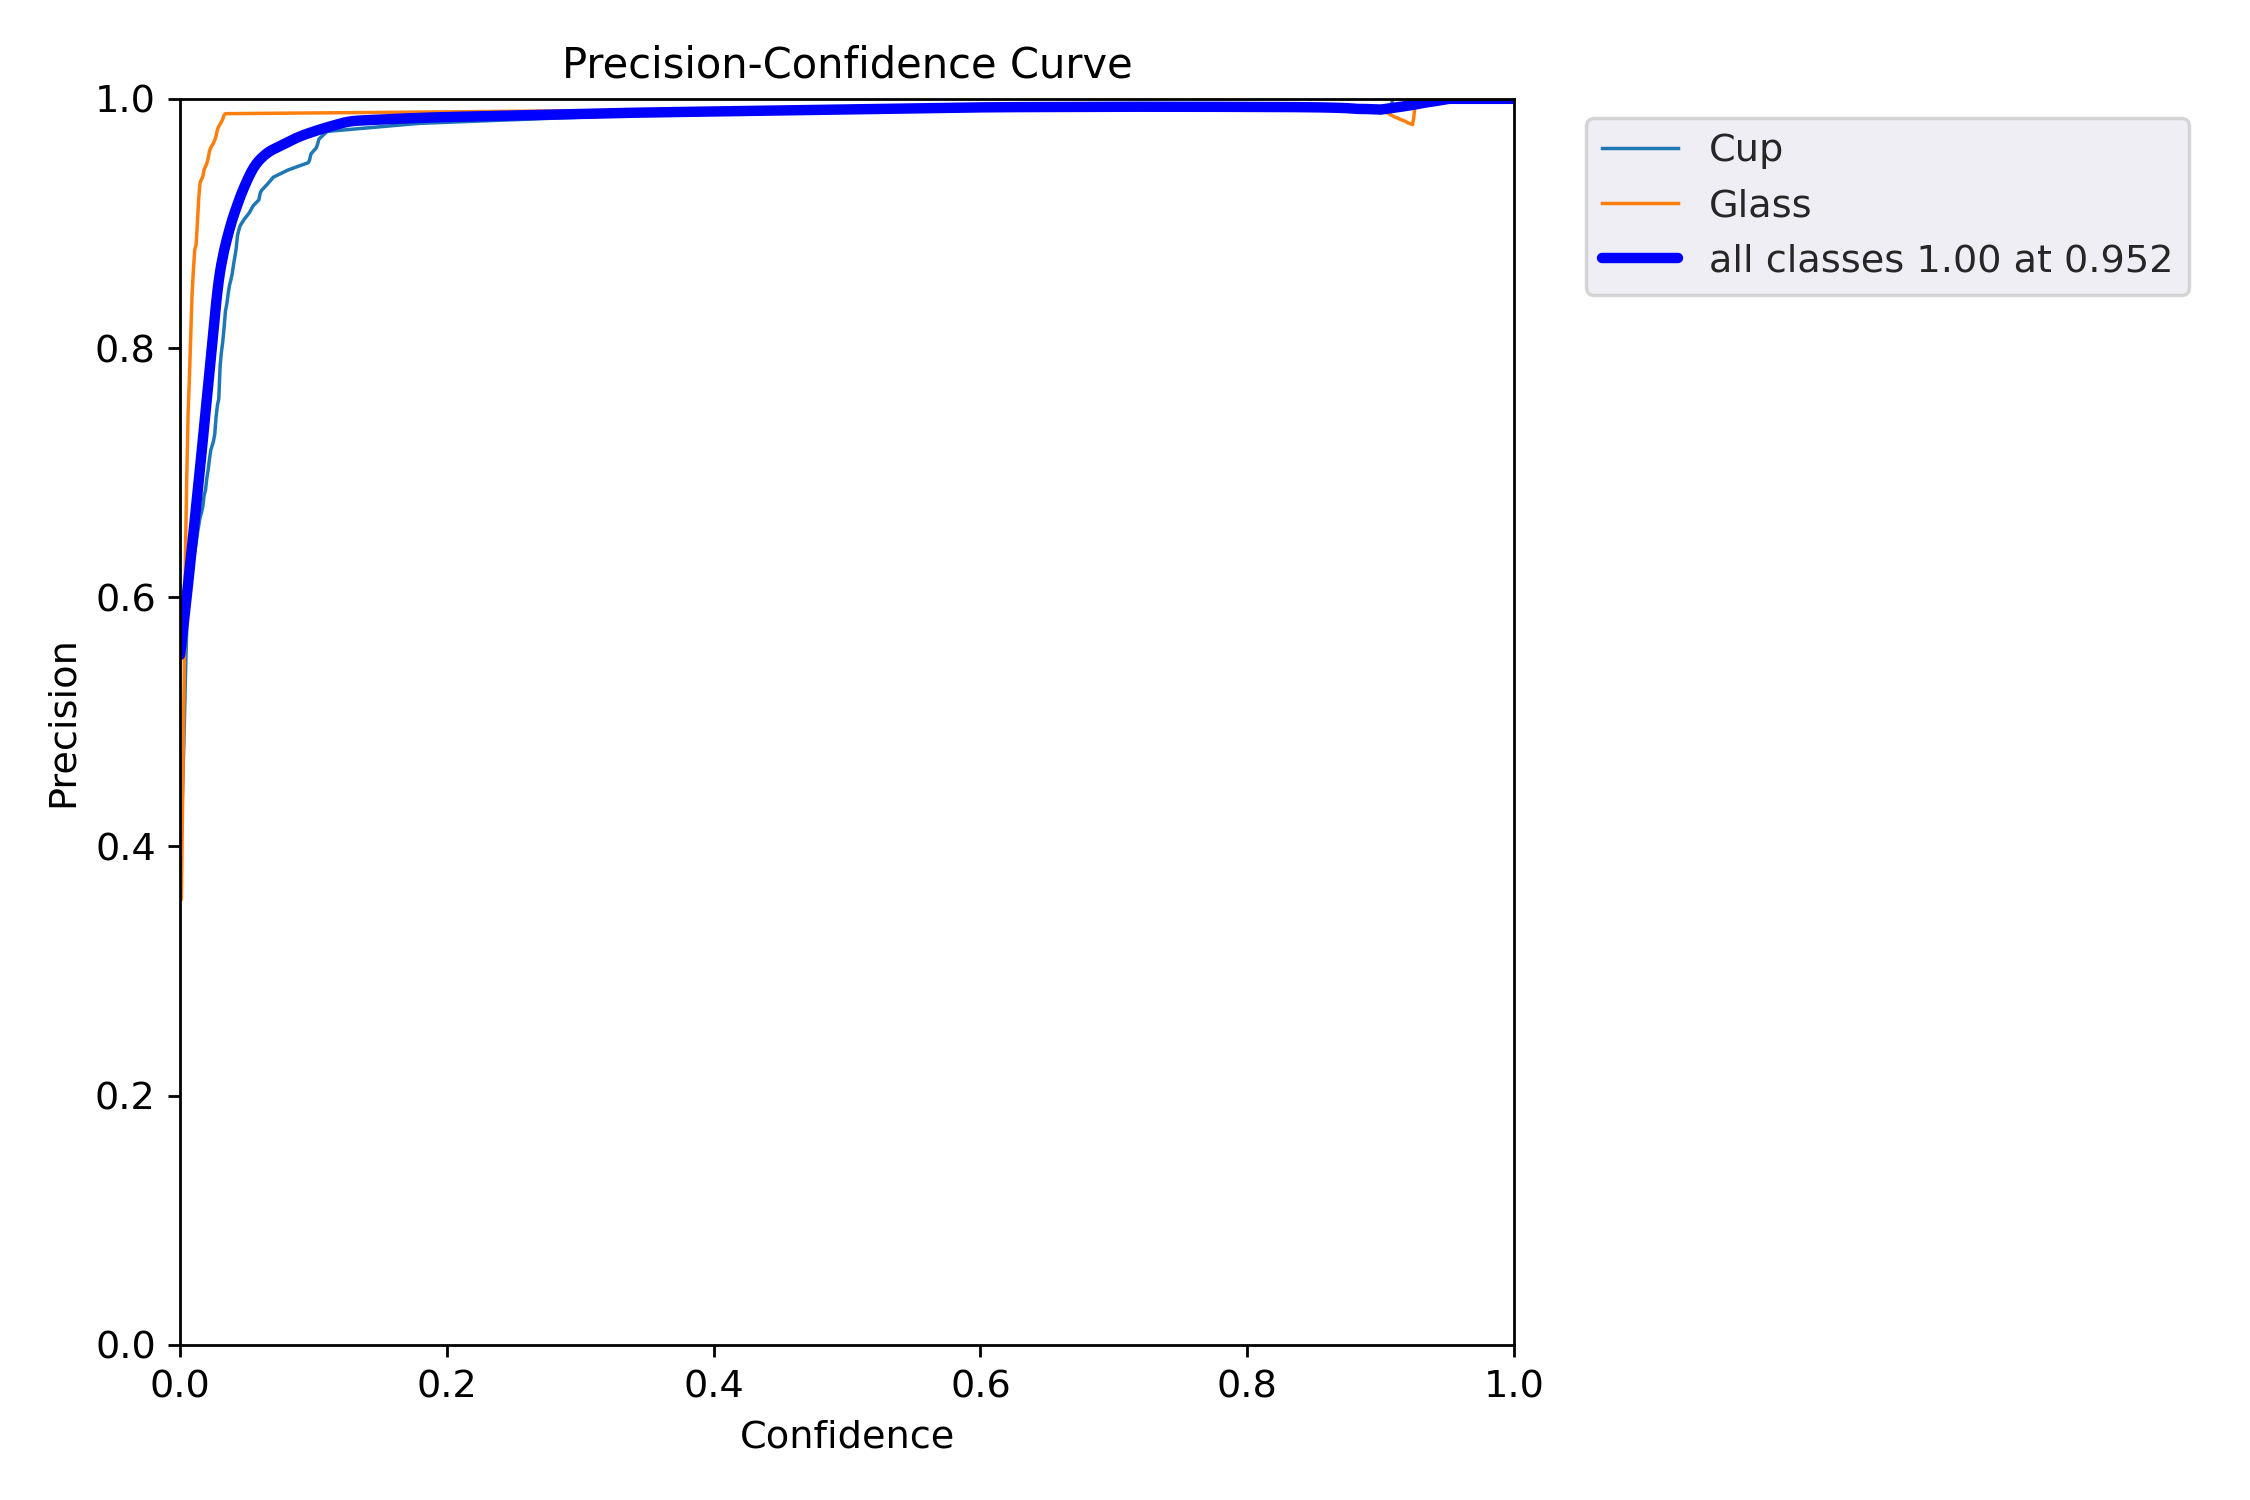 Precision-Confidence Curve
1.0
0.8
0.6
0.4
0.2
0.0
Precision
0.0 0.2 0.4 0.6 0.8 1.0
Confidence
Cup
Glass
all classes 1.00 at 0.952